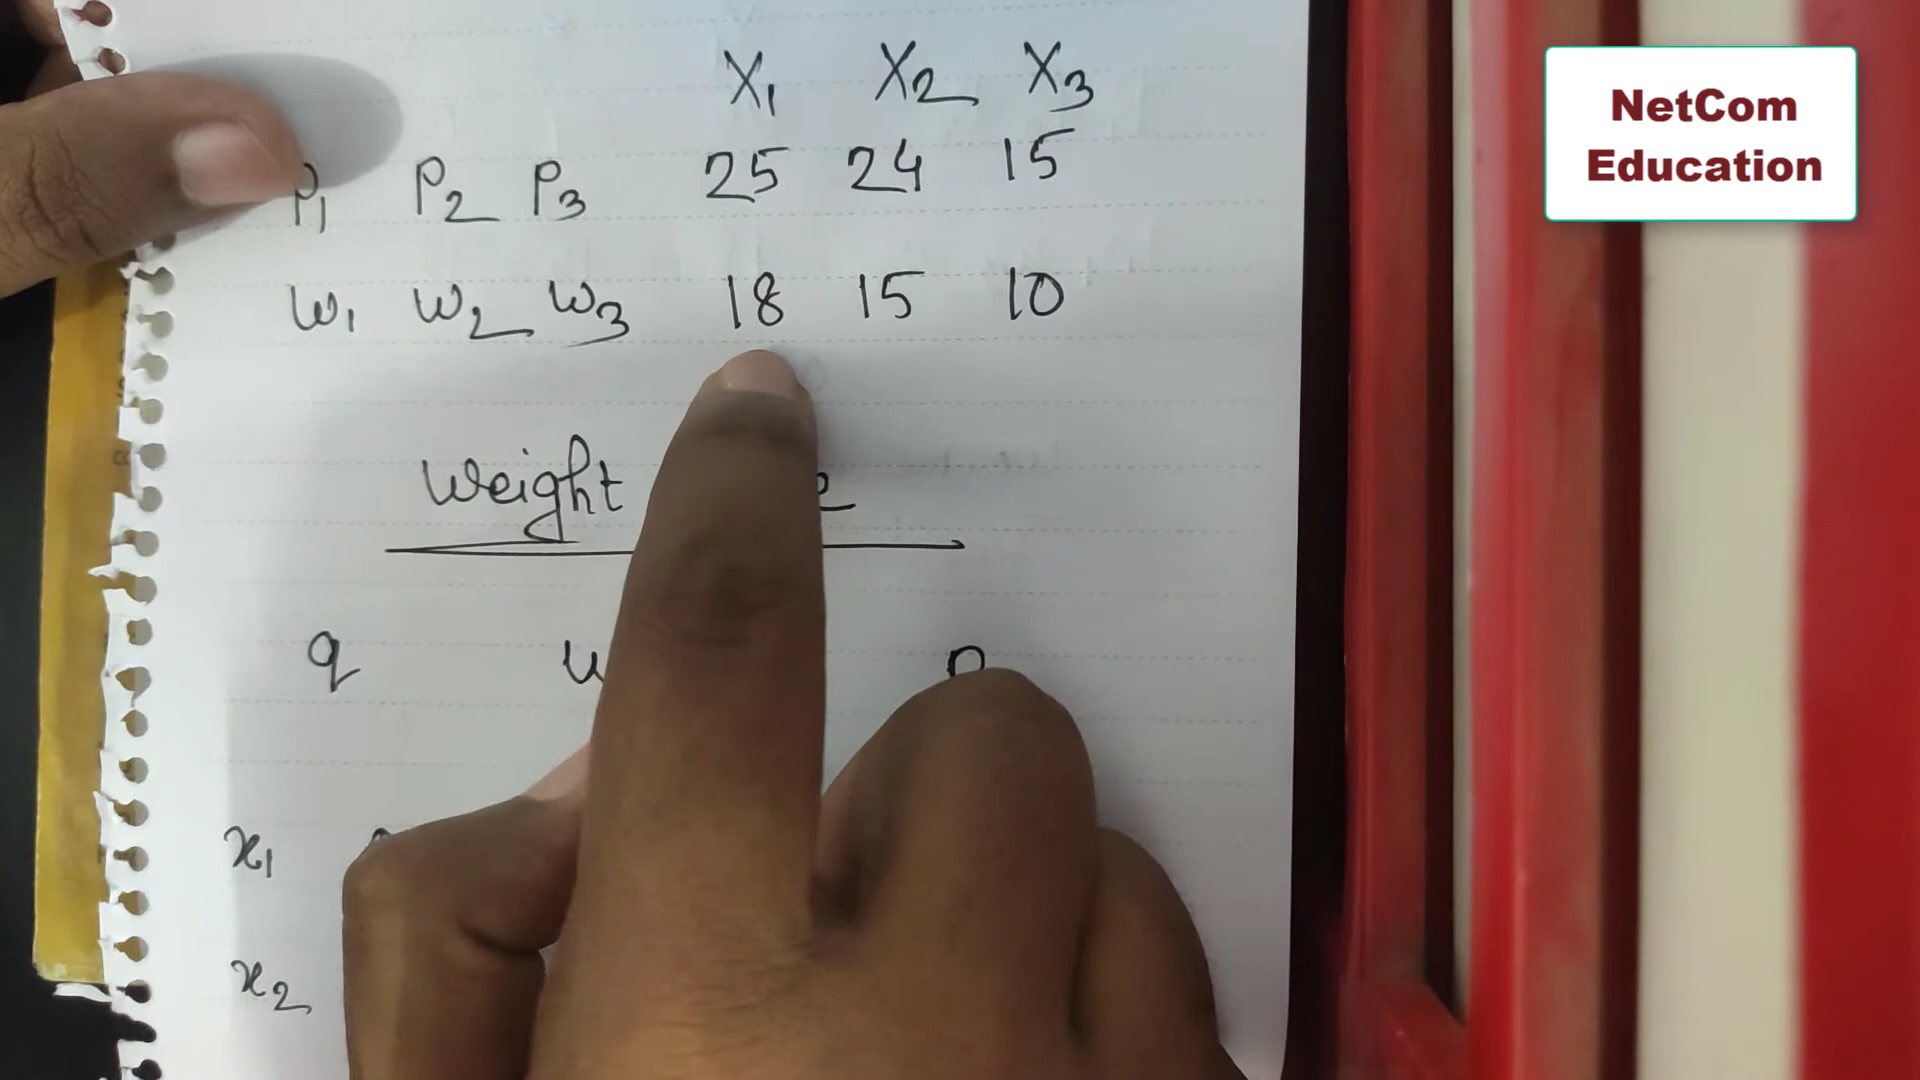 X1 X2 X3
P1 P2 P3 25 24 15
W1 W2 W3 18 15 10
Weight
q
x1
x2
NetCom
Education